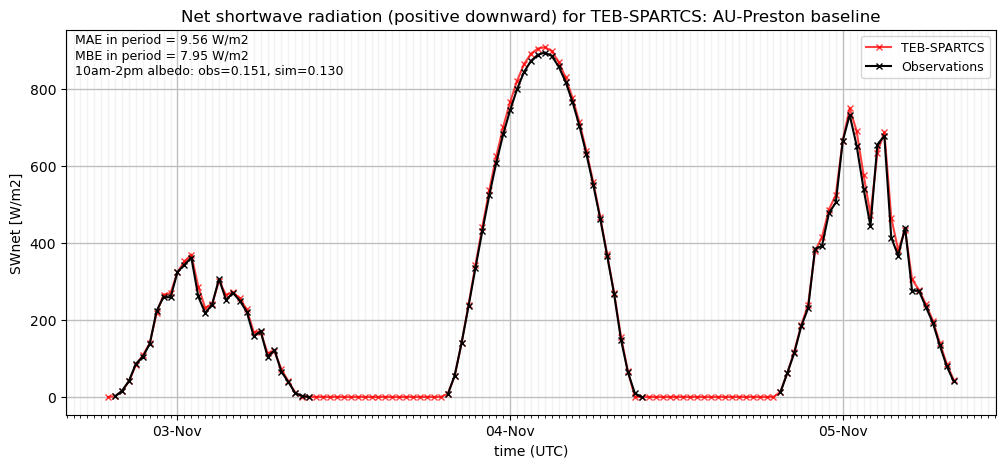 Net shortwave radiation (positive downward) for TEB-SPARTCS: AU-Preston baseline
MAE in period = 9.56 W/m2
MBE in period = 7.95 W/m2
10am-2pm albedo: obs=0.151, sim=0.130
TEB-SPARTCS
Observations
SWnet [W/m2]
800
600
400
200
0
03-Nov
04-Nov
05-Nov
time (UTC)